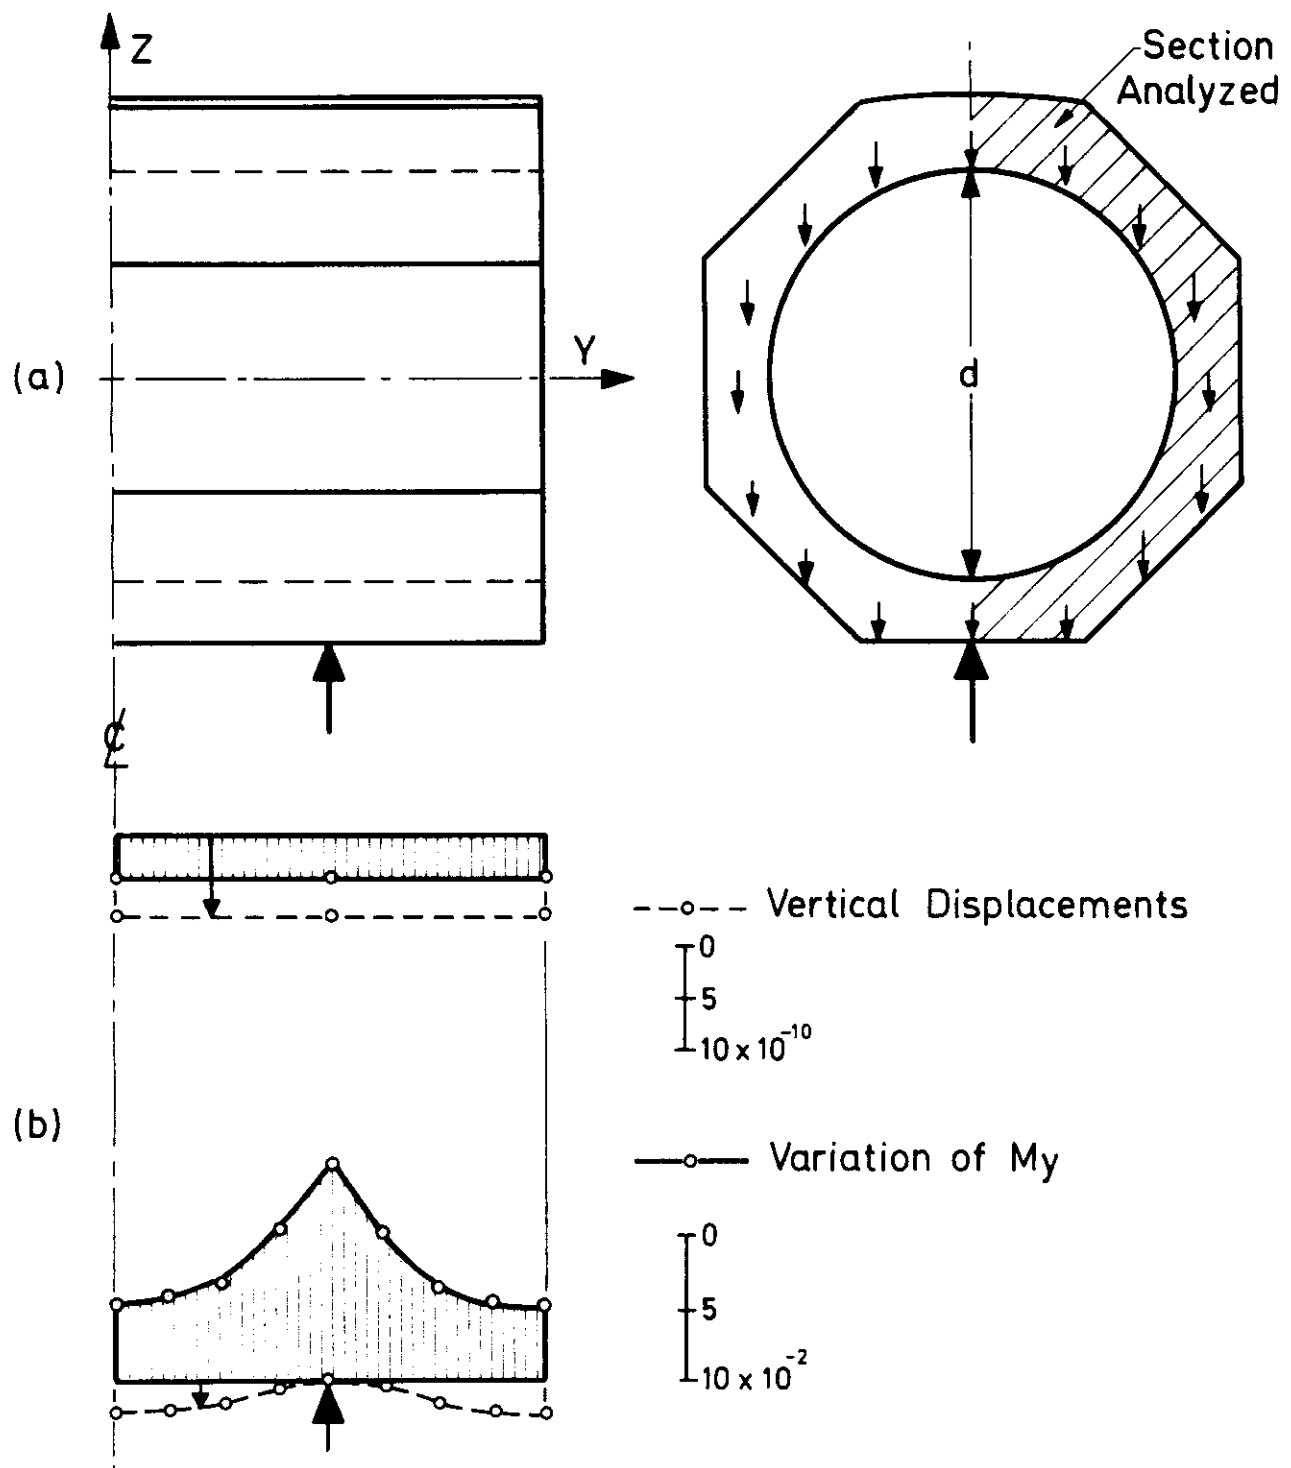 Z
Section
Analyzed
Y
(a)
d
℄
Vertical Displacements
0
5
10 x 10⁻¹⁰
(b)
Variation of My
0
5
10 x 10⁻²